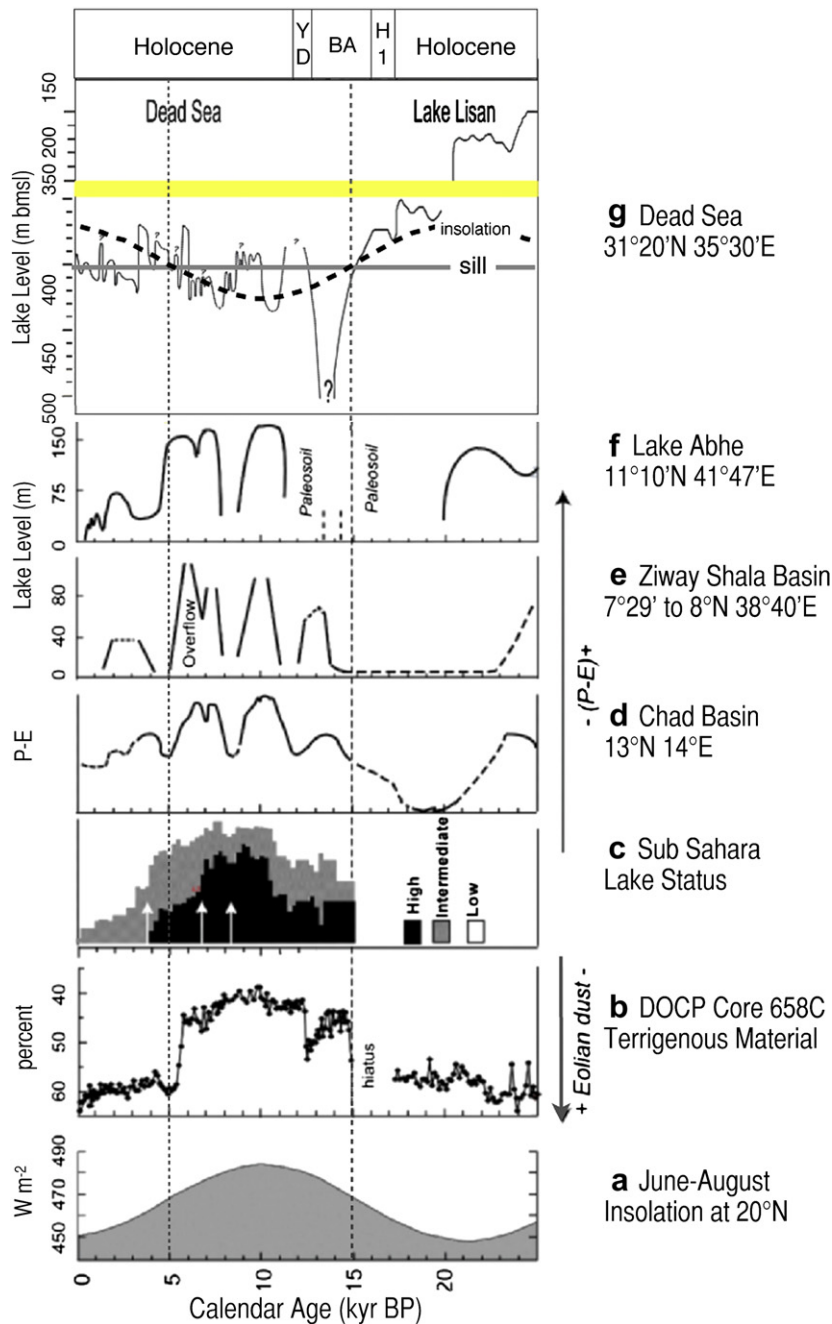 Holocene
Y D
BA
H 1
Holocene
Dead Sea
Lake Lisan
insolation
sill
?
?
?
?
?
?
?
Lake Level (m bmsl)
150
200
350
400
450
500
g Dead Sea
31°20'N 35°30'E
Paleosoil
Paleosoil
150
75
0
f Lake Abhe
11°10'N 41°47'E
Lake Level (m)
Overflow
80
40
0
e Ziway Shala Basin
7°29' to 8°N 38°40'E
- (P-E)+
P-E
d Chad Basin
13°N 14°E
High
Intermediate
Low
c Sub Sahara
Lake Status
percent
40
50
60
hiatus
+ Eolian dust -
b DOCP Core 658C
Terrigenous Material
W m-2
490
470
450
a June-August
Insolation at 20°N
0
5
10
15
20
Calendar Age (kyr BP)